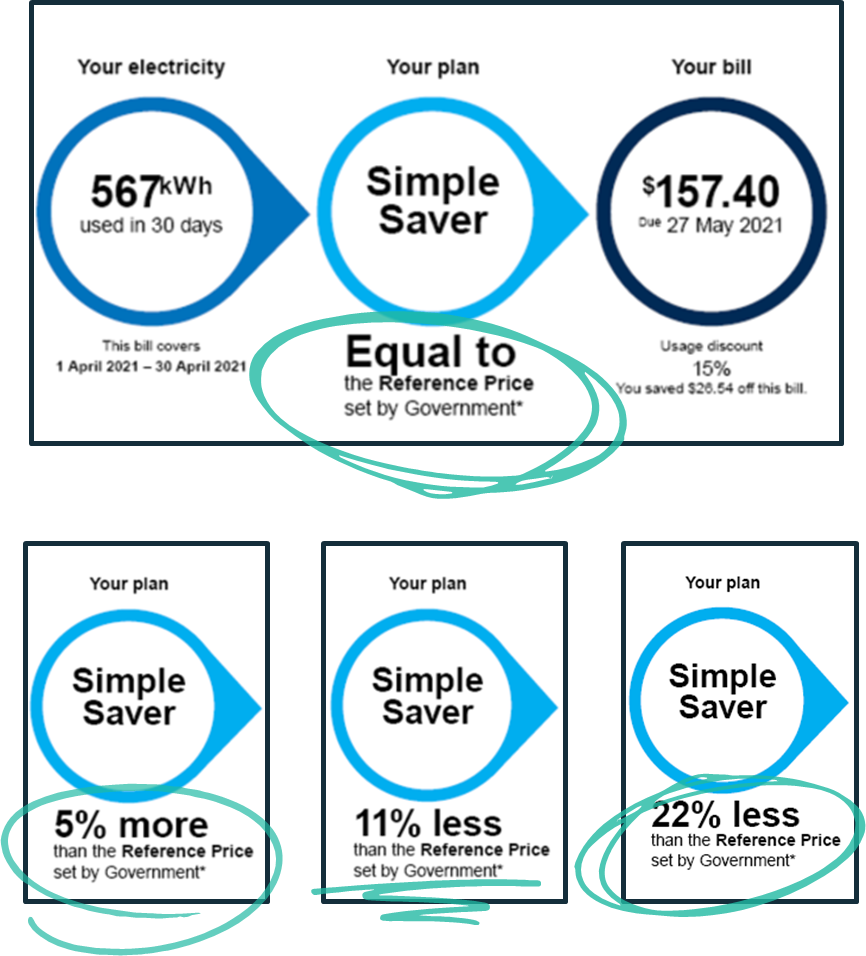 Your electricity
Your plan
Your bill
567kWh
used in 30 days
Simple
Saver
$157.40
Due 27 May 2021
This bill covers
1 April 2021 – 30 April 2021
Equal to
the Reference Price
set by Government*
Usage discount
15%
You saved $26.54 off this bill.
Your plan
Simple
Saver
5% more
than the Reference Price
set by Government*
Your plan
Simple
Saver
11% less
than the Reference Price
set by Government*
Your plan
Simple
Saver
22% less
than the Reference Price
set by Government*